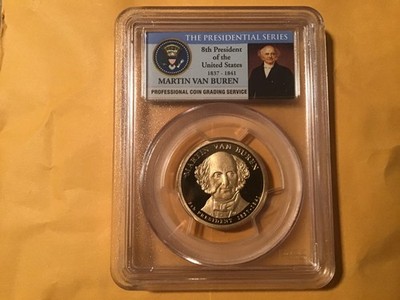 THE PRESIDENTIAL SERIES
8th President
of the
United States
1837 - 1841
MARTIN VAN BUREN
PROFESSIONAL COIN GRADING SERVICE
MARTIN VAN BUREN
8th PRESIDENT 1837-1841